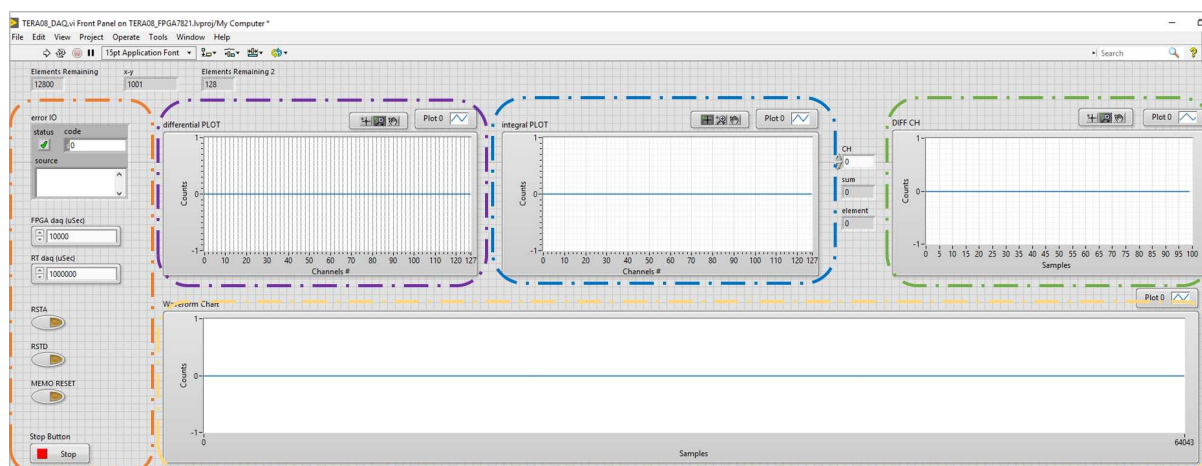 TERA08_DAQ.vi Front Panel on TERA08_FPGA7821.lvproj/My Computer *
File Edit View Project Operate Tools Window Help
15pt Application Font
Search
Elements Remaining
12800
x-y
1001
Elements Remaining 2
128
error IO
status code
0
source
FPGA daq (uSec)
10000
RT daq (uSec)
1000000
RSTA
RSTD
MEMO RESET
Stop Button
Stop
differential PLOT
Plot 0
Counts
1
0
-1
0 10 20 30 40 50 60 70 80 90 100 110 120 127
Channels #
integral PLOT
Plot 0
Counts
1
0
-1
0 10 20 30 40 50 60 70 80 90 100 110 120 127
Channels #
CH
0
sum
0
element
0
DIFF CH
Plot 0
Counts
1
0
-1
0 5 10 15 20 25 30 35 40 45 50 55 60 65 70 75 80 85 90 95 100
Samples
Waveform Chart
Plot 0
Counts
1
0
-1
0 64043
Samples